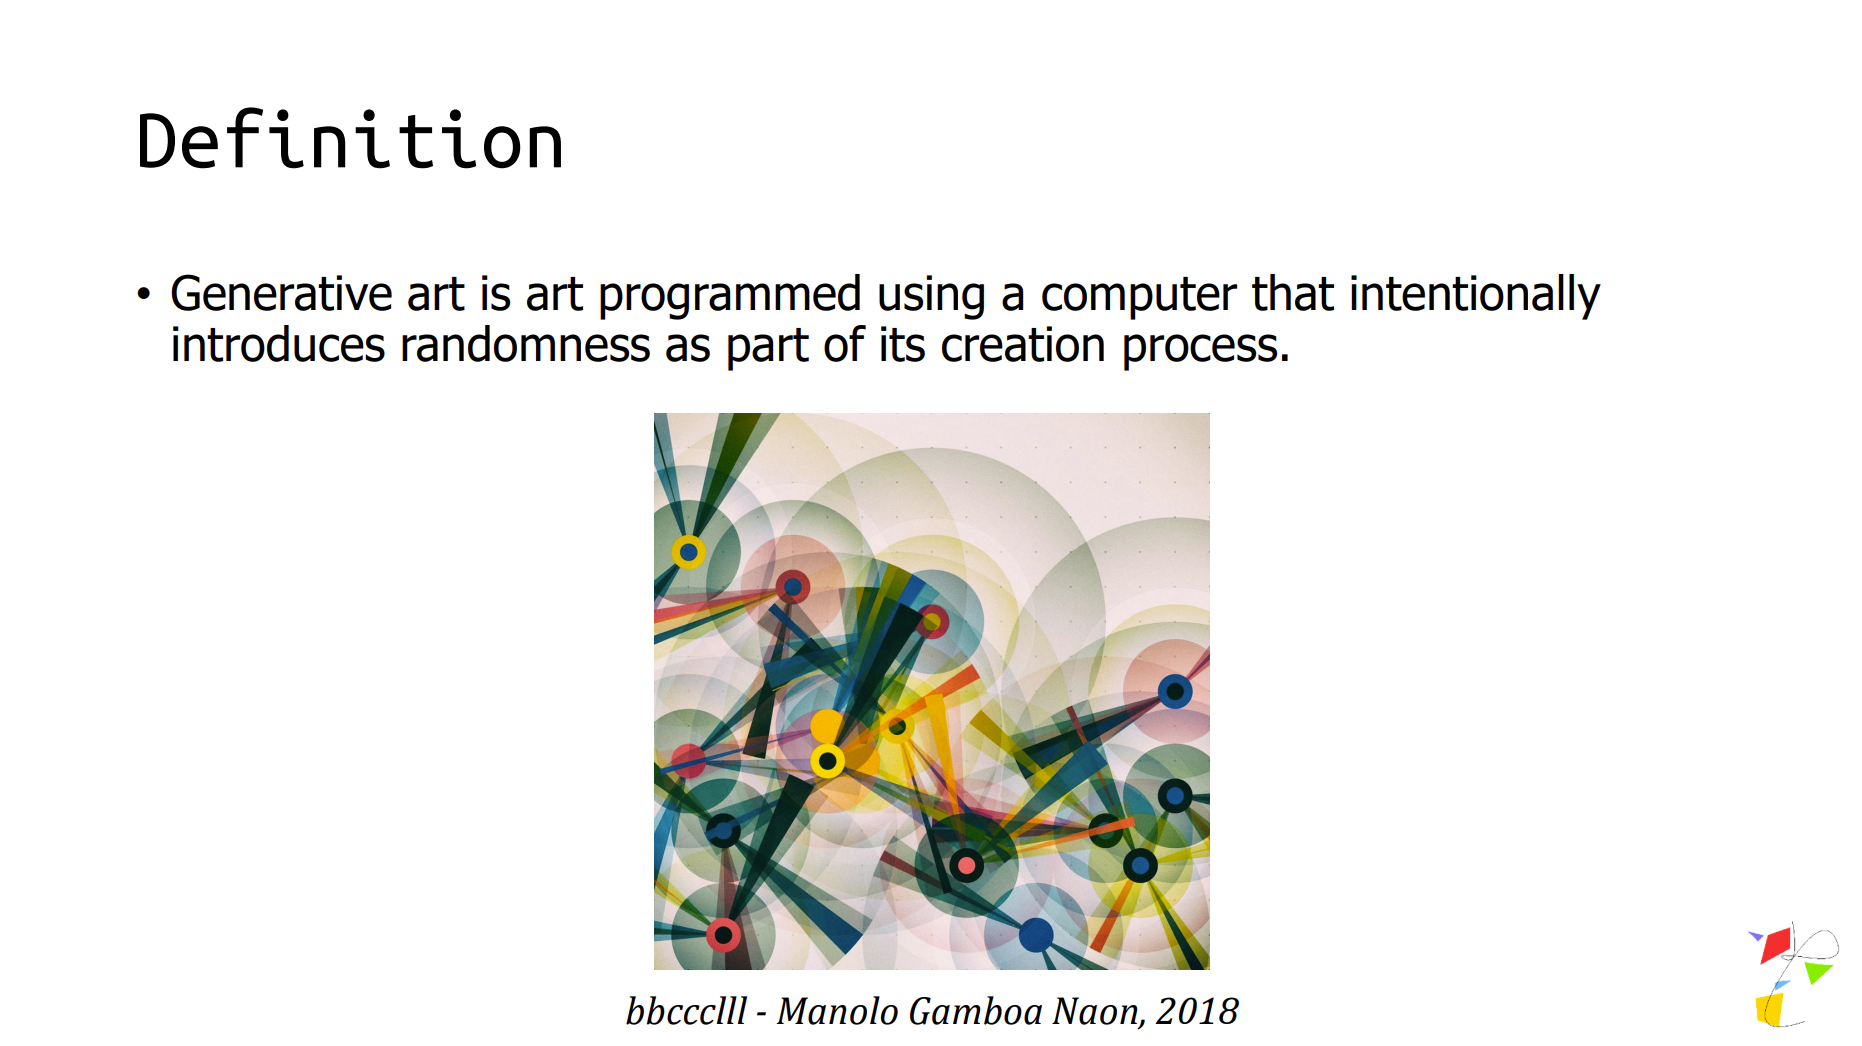 Definition
• Generative art is art programmed using a computer that intentionally
introduces randomness as part of its creation process.
bbccclll - Manolo Gamboa Naon, 2018